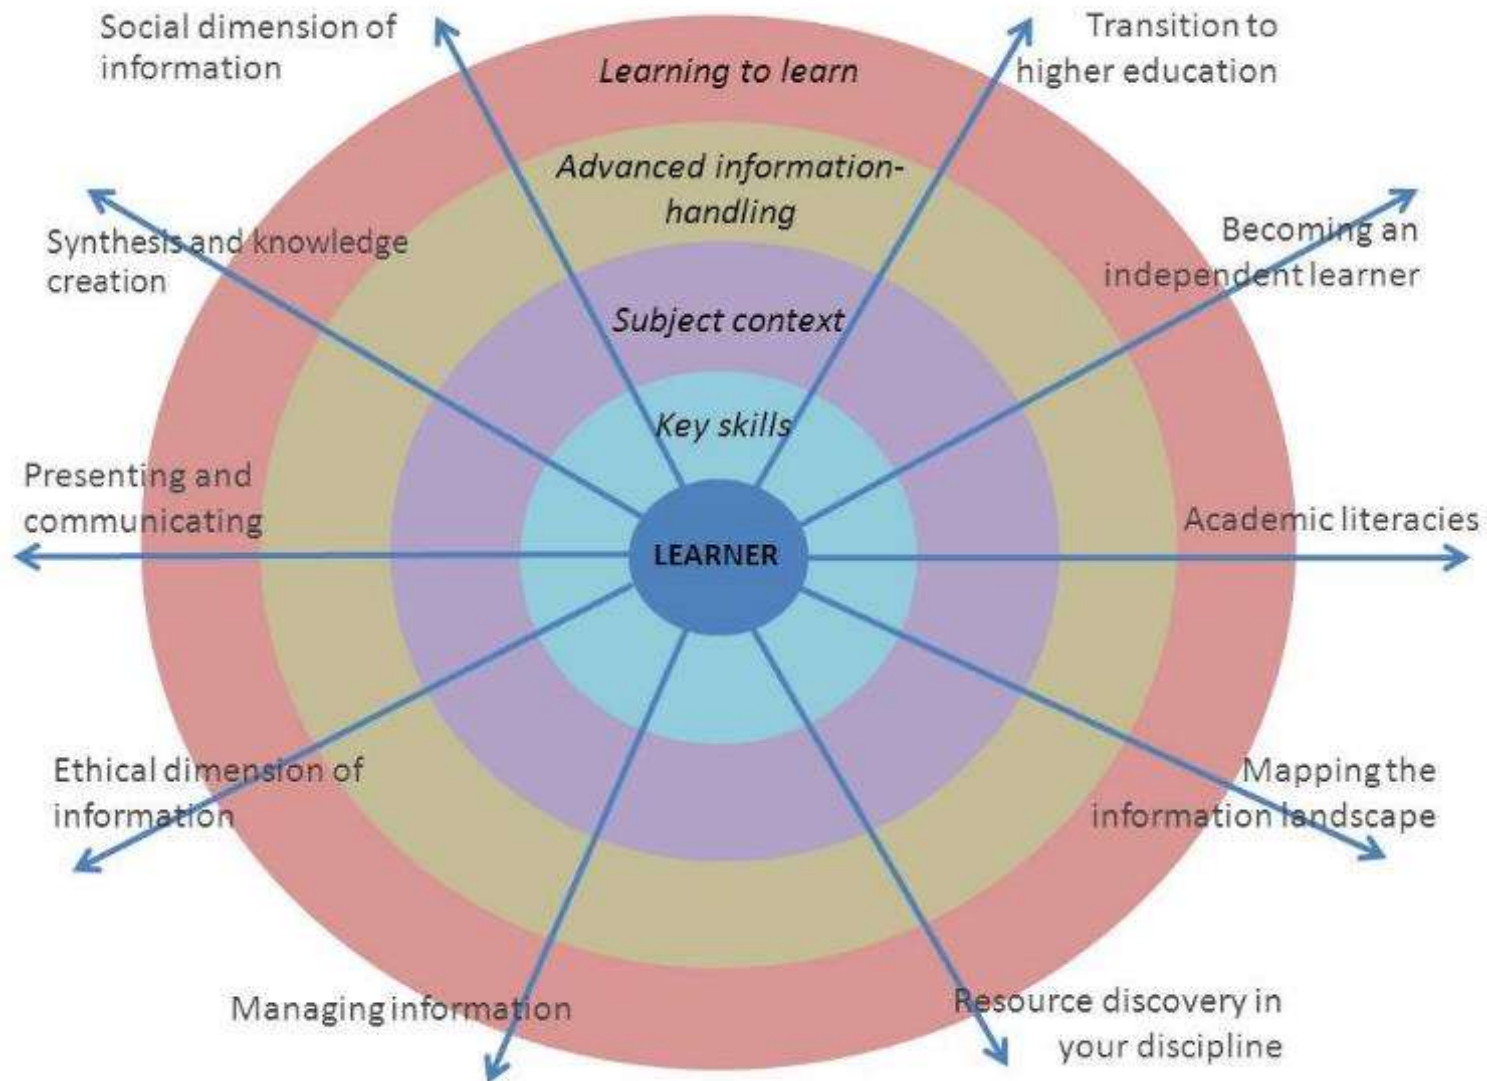 Social dimension of
information
Transition to
higher education
Learning to learn
Advanced information-
handling
Synthesis and knowledge
creation
Becoming an
independent learner
Subject context
Key skills
Presenting and
communicating
Academic literacies
LEARNER
Ethical dimension of
information
Mapping the
information landscape
Managing information
Resource discovery in
your discipline